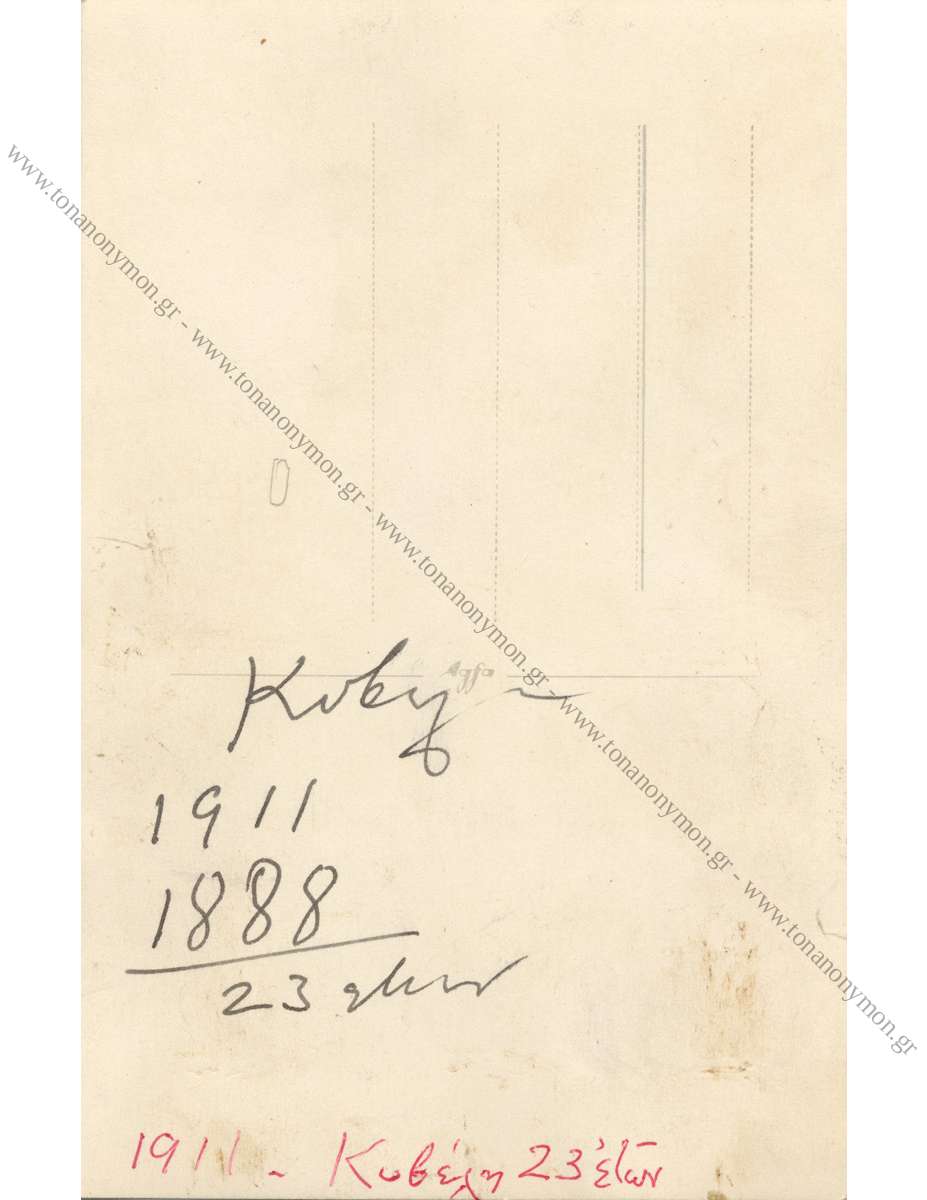 www.tonanonymon.gr - www.tonanonymon.gr - www.tonanonymon.gr - www.tonanonymon.gr - www.tonanonymon.gr
Agfa
Κυβέλη
1911
1888
23 ετών
1911 - Κυβέλη 23 ἐτῶν